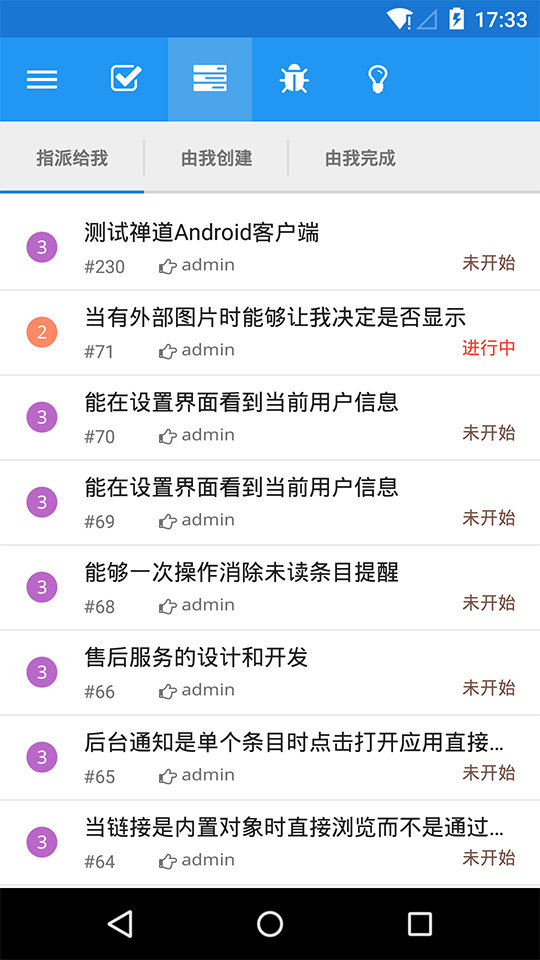 17:33
指派给我 由我创建 由我完成
3 测试禅道Android客户端
#230 admin 未开始
2 当有外部图片时能够让我决定是否显示
#71 admin 进行中
3 能在设置界面看到当前用户信息
#70 admin 未开始
3 能在设置界面看到当前用户信息
#69 admin 未开始
3 能够一次操作消除未读条目提醒
#68 admin 未开始
3 售后服务的设计和开发
#66 admin 未开始
3 后台通知是单个条目时点击打开应用直接...
#65 admin 未开始
3 当链接是内置对象时直接浏览而不是通过...
#64 admin 未开始